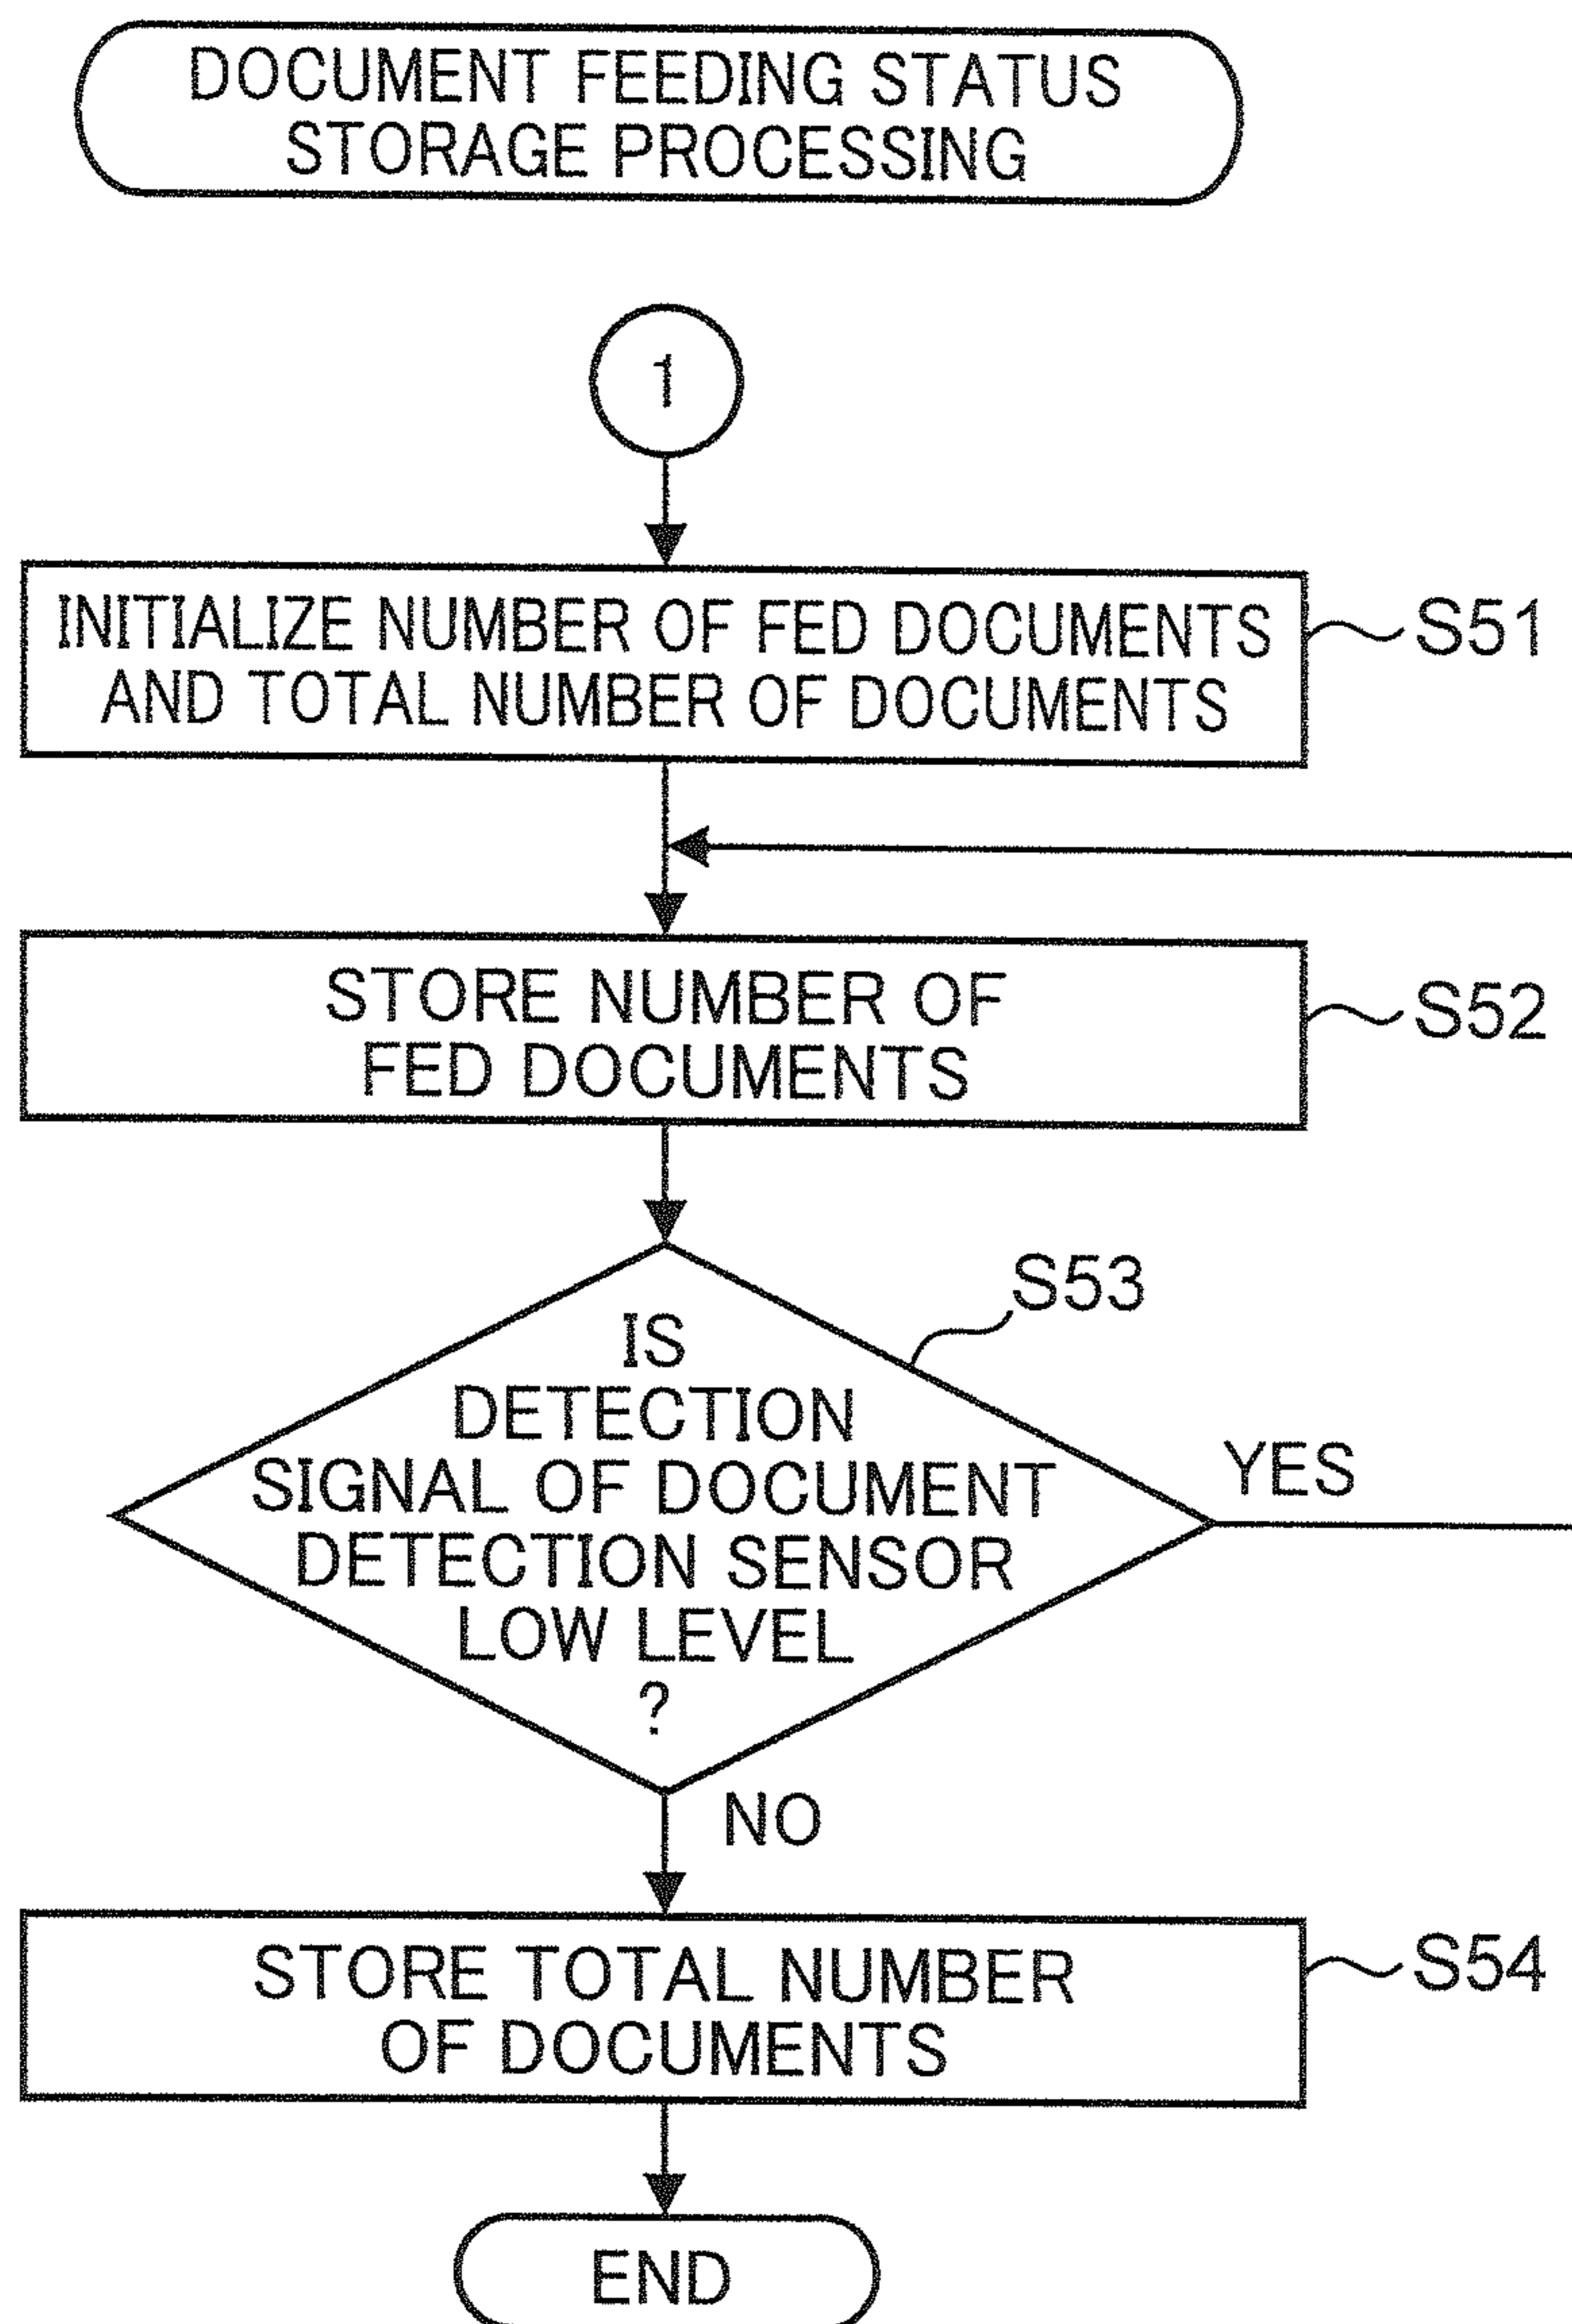 DOCUMENT FEEDING STATUS
STORAGE PROCESSING
1
INITIALIZE NUMBER OF FED DOCUMENTS
AND TOTAL NUMBER OF DOCUMENTS
S51
STORE NUMBER OF
FED DOCUMENTS
S52
S53
IS
DETECTION
SIGNAL OF DOCUMENT
DETECTION SENSOR
LOW LEVEL
?
YES
NO
STORE TOTAL NUMBER
OF DOCUMENTS
S54
END